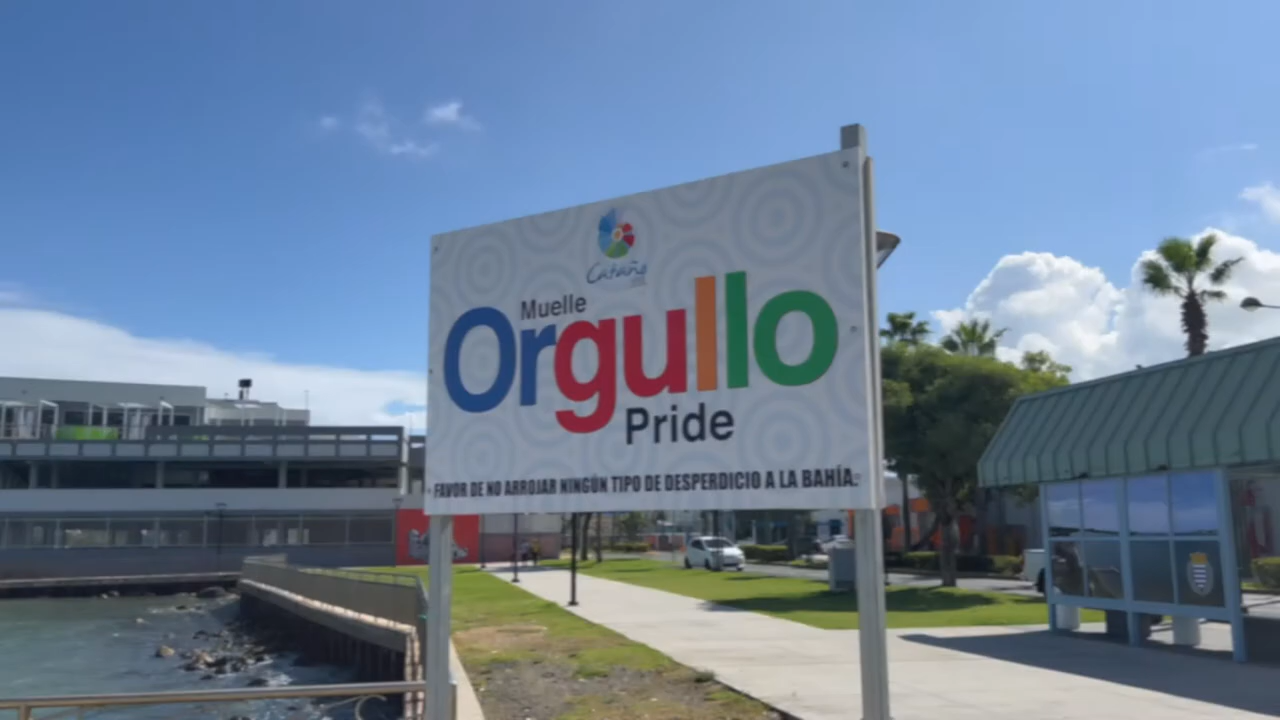 Cataño
Muelle
Orgullo
Pride
FAVOR DE NO ARROJAR NINGÚN TIPO DE DESPERDICIO A LA BAHÍA.